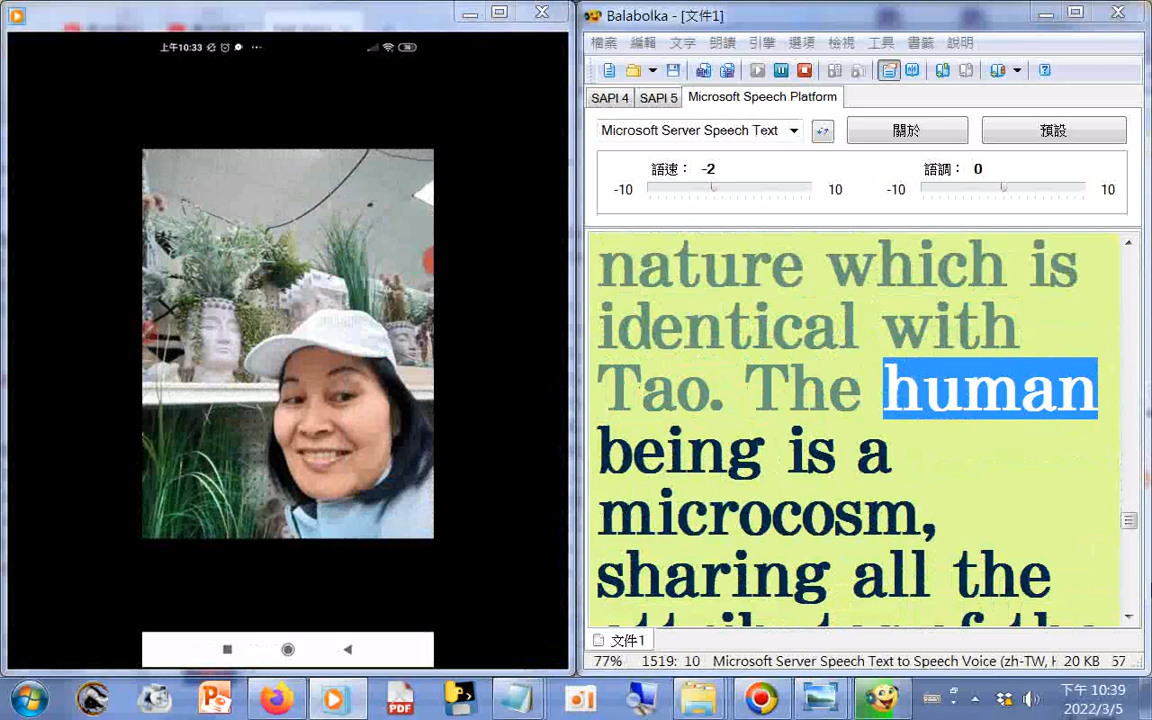 上午10:33
Balabolka - [文件1]
檔案 編輯 文字 朗讀 引擎 選項 檢視 工具 書籤 說明
SAPI 4 SAPI 5 Microsoft Speech Platform
Microsoft Server Speech Text 關於 預設
語速： -2 語調： 0
-10 10 -10 10
nature which is
identical with
Tao. The human
being is a
microcosm,
sharing all the
文件1
77% 1519: 10 Microsoft Server Speech Text to Speech Voice (zh-TW, H 20 KB 57
PDF
下午 10:39
2022/3/5